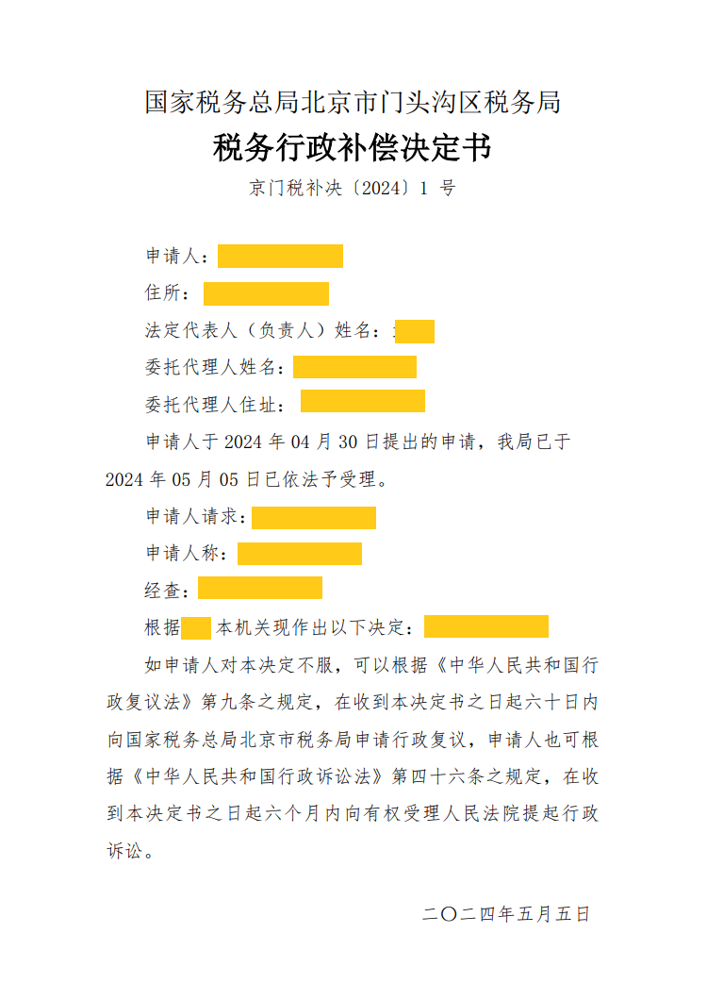 国家税务总局北京市门头沟区税务局
税务行政补偿决定书
京门税补决〔2024〕1 号
申请人：
住所：
法定代表人（负责人）姓名：
委托代理人姓名：
委托代理人住址：
申请人于 2024 年 04 月 30 日提出的申请，我局已于
2024 年 05 月 05 日已依法予受理。
申请人请求：
申请人称：
经查：
根据 本机关现作出以下决定：
如申请人对本决定不服，可以根据《中华人民共和国行
政复议法》第九条之规定，在收到本决定书之日起六十日内
向国家税务总局北京市税务局申请行政复议，申请人也可根
据《中华人民共和国行政诉讼法》第四十六条之规定，在收
到本决定书之日起六个月内向有权受理人民法院提起行政
诉讼。
二〇二四年五月五日